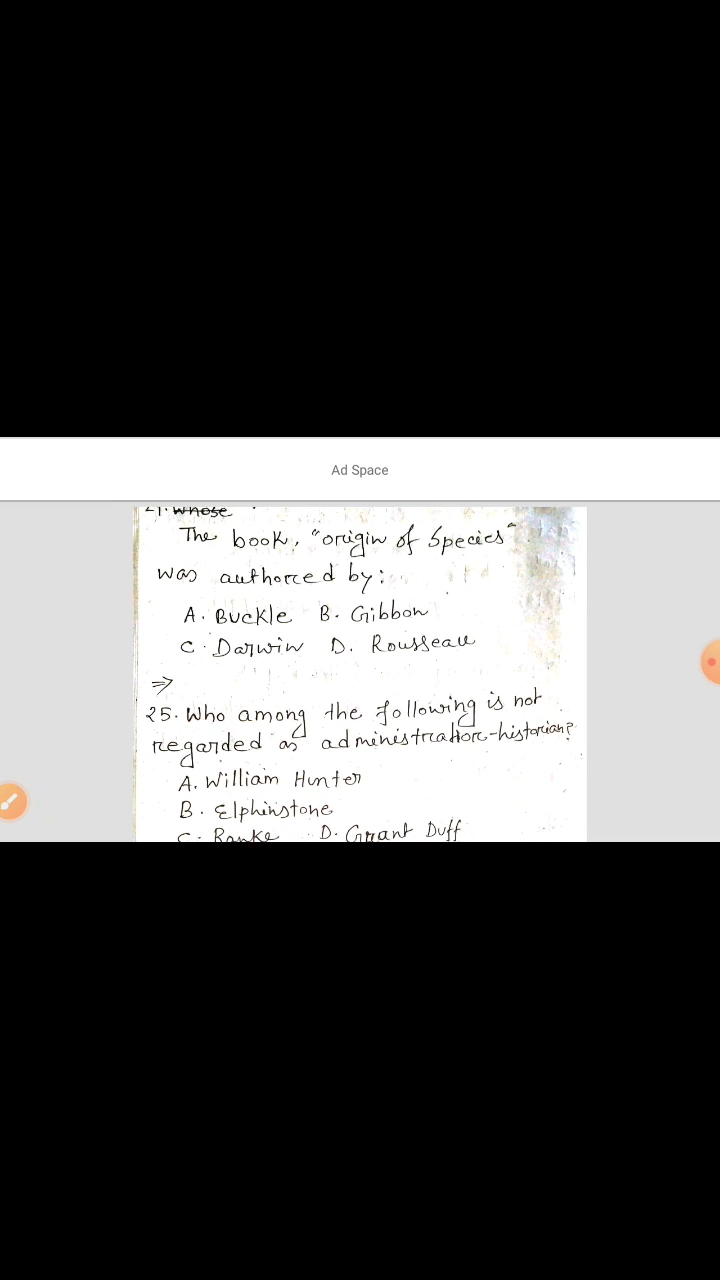 Ad Space
Whose
The book, "origin of Species"
was authored by:
A. Buckle B. Gibbon
C. Darwin D. Rousseau
⇒
25. Who among the following is not
regarded as administrator-historian?
A. William Hunter
B. Elphinstone
C. Ranke D. Grant Duff